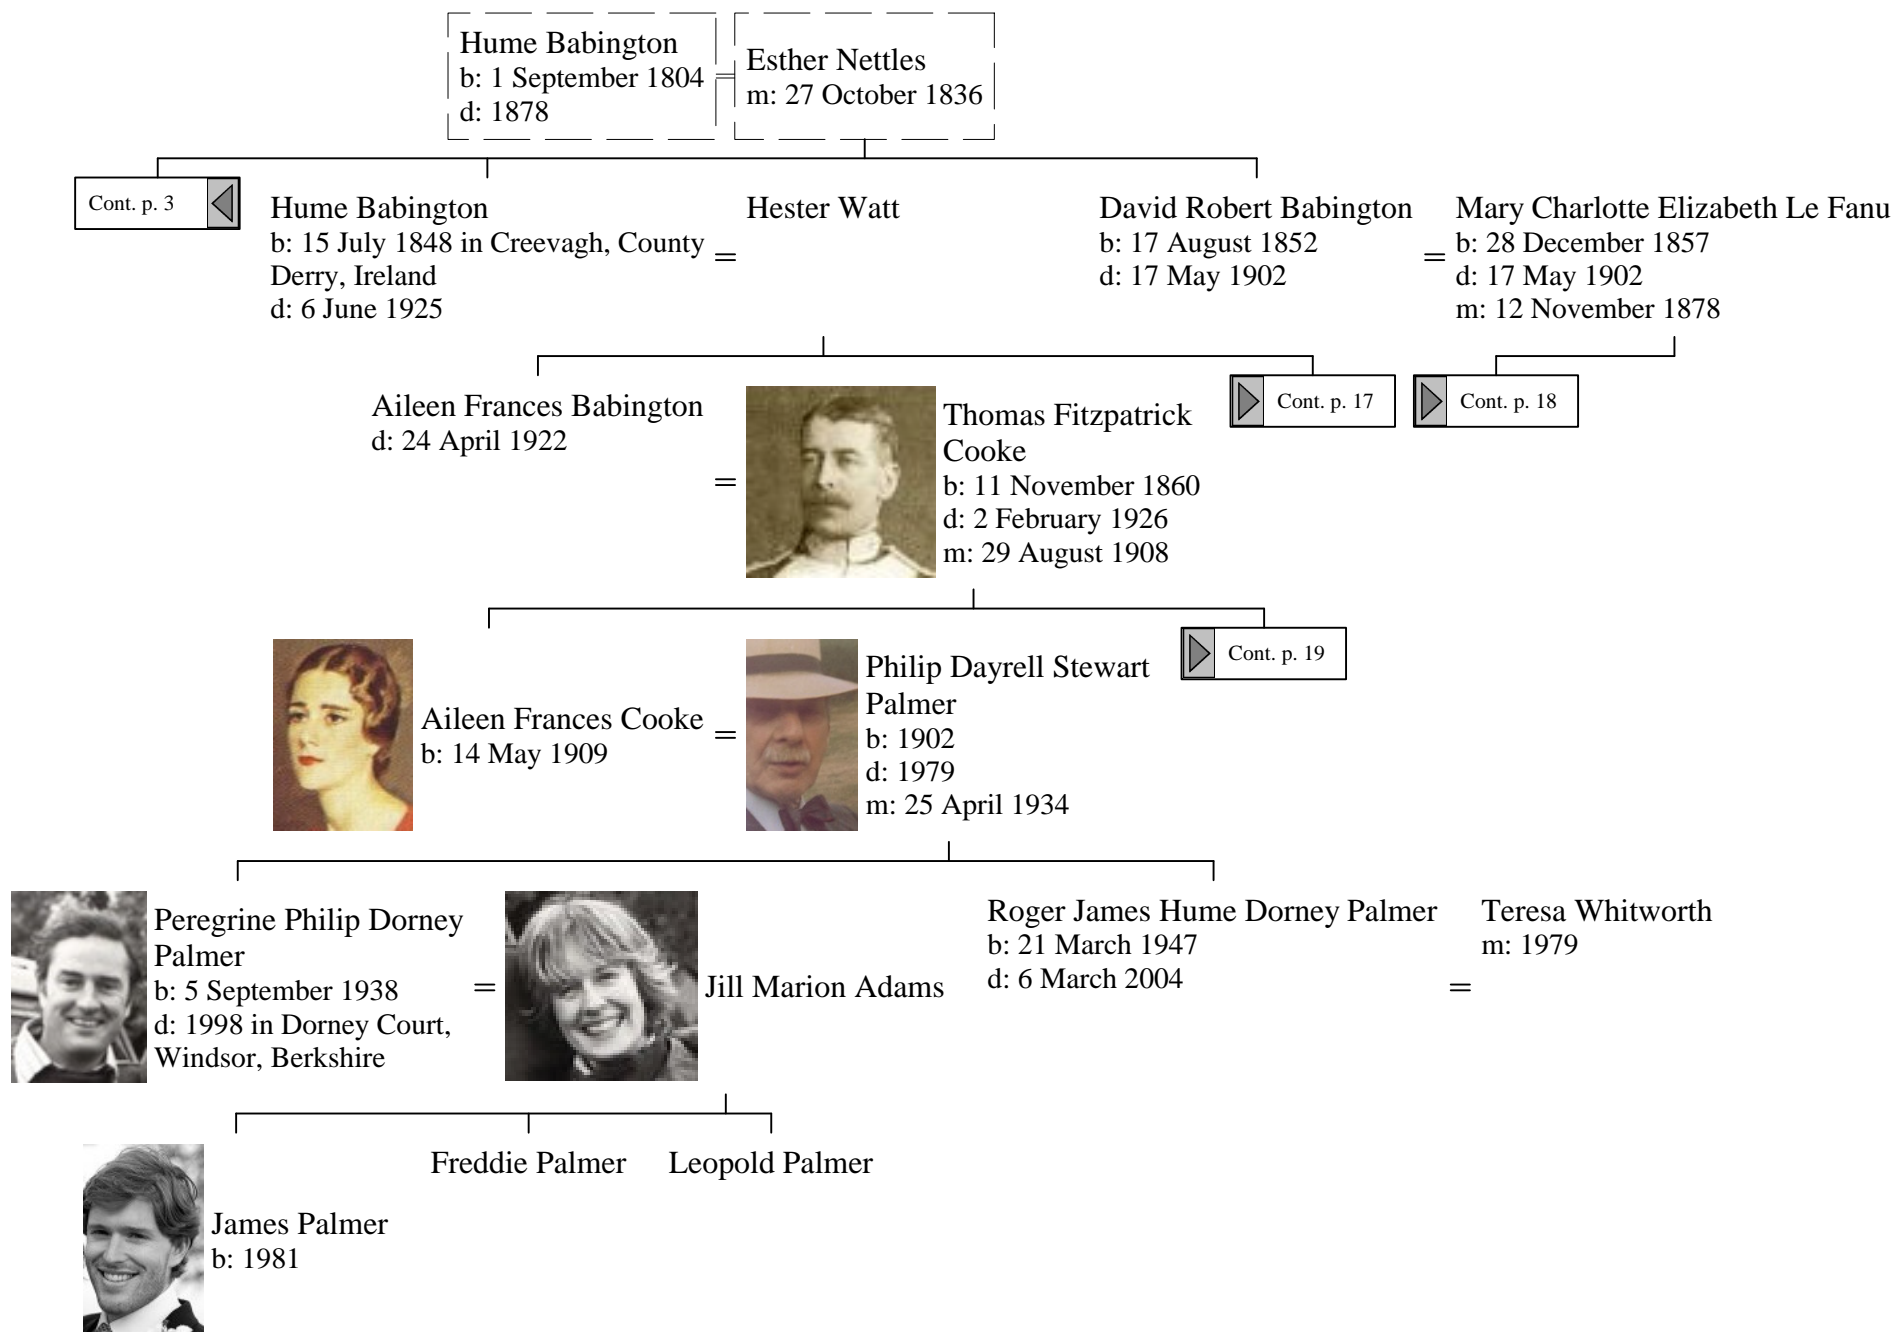 Hume Babington
b: 1 September 1804
d: 1878
Esther Nettles
m: 27 October 1836
Cont. p. 3
Hume Babington
b: 15 July 1848 in Creevagh, County
Derry, Ireland
d: 6 June 1925
=
Hester Watt
David Robert Babington
b: 17 August 1852
d: 17 May 1902
=
Mary Charlotte Elizabeth Le Fanu
b: 28 December 1857
d: 17 May 1902
m: 12 November 1878
Aileen Frances Babington
d: 24 April 1922
=
Thomas Fitzpatrick
Cooke
b: 11 November 1860
d: 2 February 1926
m: 29 August 1908
Cont. p. 17
Cont. p. 18
Aileen Frances Cooke
b: 14 May 1909
=
Philip Dayrell Stewart
Palmer
b: 1902
d: 1979
m: 25 April 1934
Cont. p. 19
Peregrine Philip Dorney
Palmer
b: 5 September 1938
d: 1998 in Dorney Court,
Windsor, Berkshire
=
Jill Marion Adams
Roger James Hume Dorney Palmer
b: 21 March 1947
d: 6 March 2004
=
Teresa Whitworth
m: 1979
James Palmer
b: 1981
Freddie Palmer
Leopold Palmer